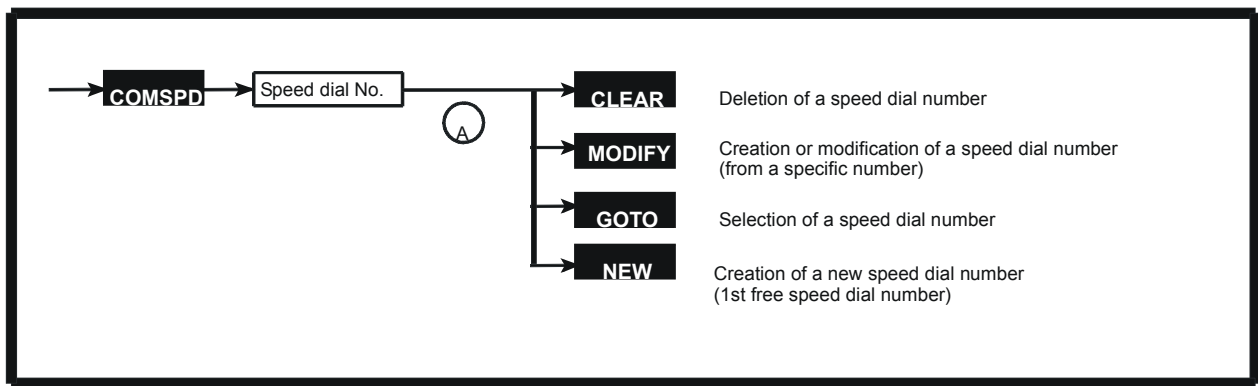 COMSPD
Speed dial No.
A
CLEAR
Deletion of a speed dial number
MODIFY
Creation or modification of a speed dial number
(from a specific number)
GOTO
Selection of a speed dial number
NEW
Creation of a new speed dial number
(1st free speed dial number)